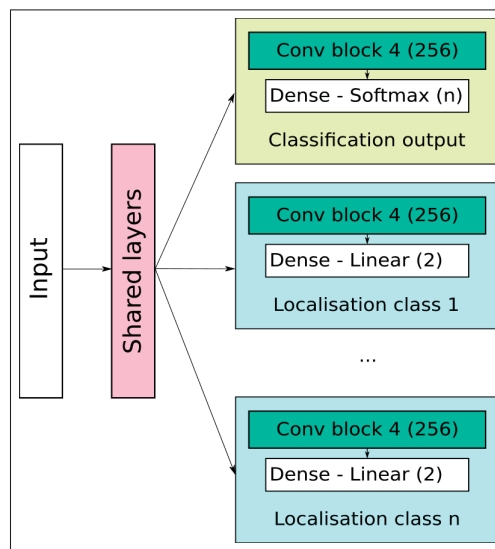 Input
Shared layers
Conv block 4 (256)
Dense - Softmax (n)
Classification output
Conv block 4 (256)
Dense - Linear (2)
Localisation class 1
...
Conv block 4 (256)
Dense - Linear (2)
Localisation class n